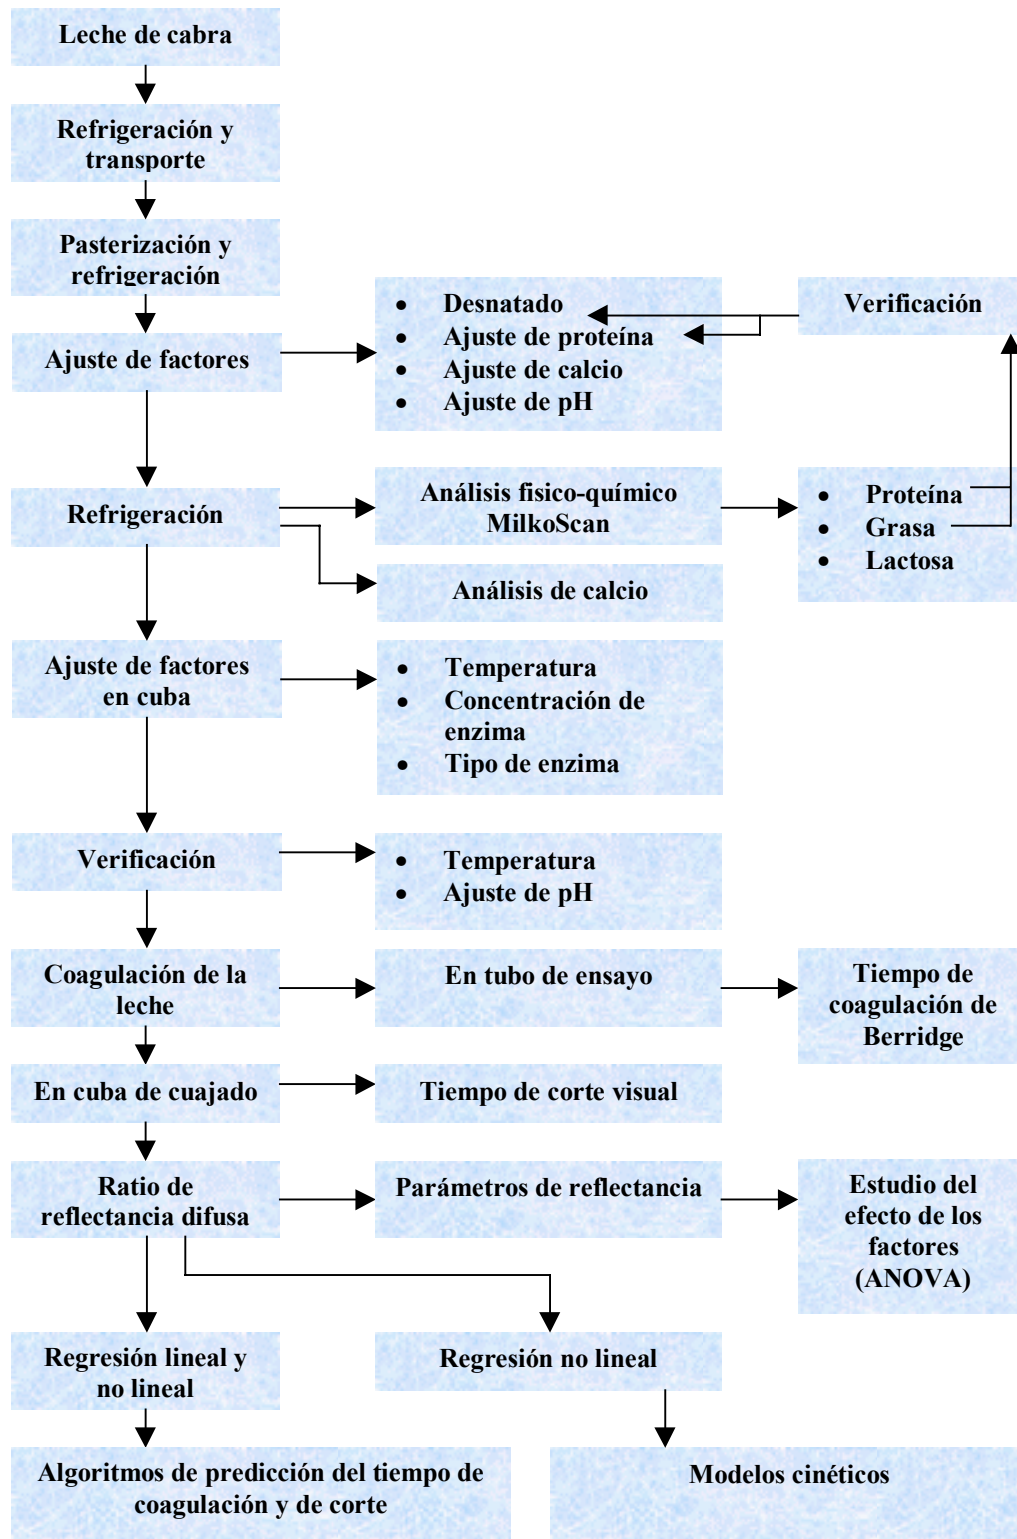 Leche de cabra
Refrigeración y
transporte
Pasterización y
refrigeración
Ajuste de factores
• Desnatado
• Ajuste de proteína
• Ajuste de calcio
• Ajuste de pH
Verificación
Refrigeración
Análisis fisico-químico
MilkoScan
• Proteína
• Grasa
• Lactosa
Análisis de calcio
Ajuste de factores
en cuba
• Temperatura
• Concentración de
enzima
• Tipo de enzima
Verificación
• Temperatura
• Ajuste de pH
Coagulación de la
leche
En tubo de ensayo
Tiempo de
coagulación de
Berridge
En cuba de cuajado
Tiempo de corte visual
Ratio de
reflectancia difusa
Parámetros de reflectancia
Estudio del
efecto de los
factores
(ANOVA)
Regresión lineal y
no lineal
Regresión no lineal
Algoritmos de predicción del tiempo de
coagulación y de corte
Modelos cinéticos